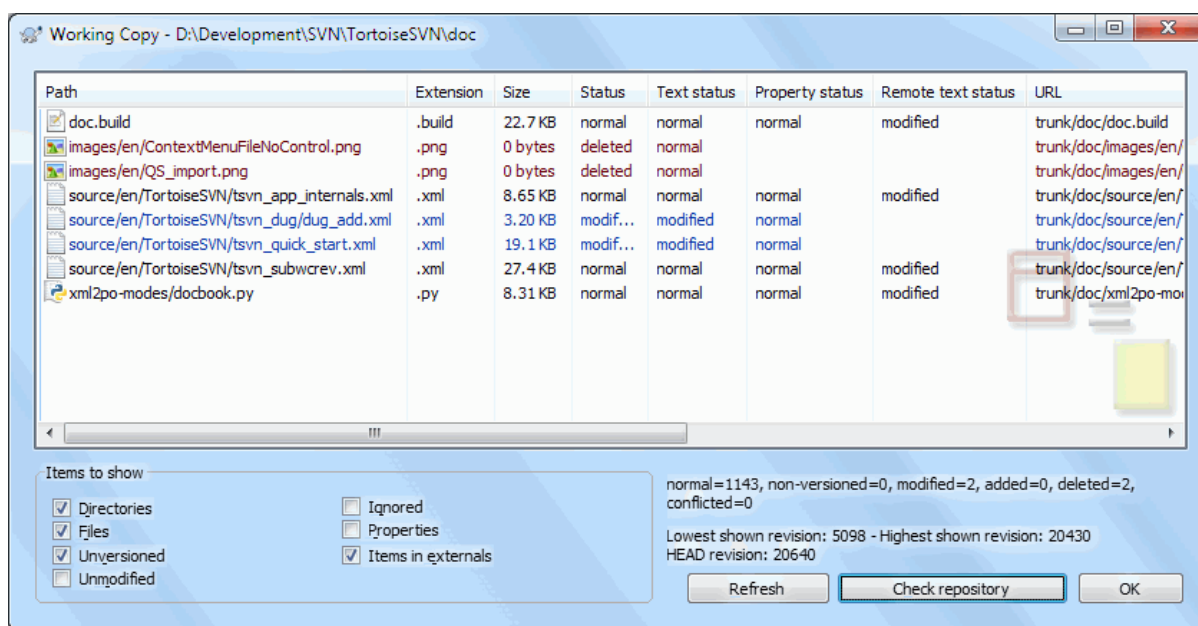 Working Copy - D:\Development\SVN\TortoiseSVN\doc
Path Extension Size Status Text status Property status Remote text status URL
doc.build .build 22.7 KB normal normal normal modified trunk/doc/doc.build
images/en/ContextMenuFileNoControl.png .png 0 bytes deleted normal trunk/doc/images/en/
images/en/QS_import.png .png 0 bytes deleted normal trunk/doc/images/en/
source/en/TortoiseSVN/tsvn_app_internals.xml .xml 8.65 KB normal normal normal modified trunk/doc/source/en/
source/en/TortoiseSVN/tsvn_dug/dug_add.xml .xml 3.20 KB modif... modified normal trunk/doc/source/en/
source/en/TortoiseSVN/tsvn_quick_start.xml .xml 19.1 KB modif... modified normal trunk/doc/source/en/
source/en/TortoiseSVN/tsvn_subwcrev.xml .xml 27.4 KB normal normal normal modified trunk/doc/source/en/
xml2po-modes/docbook.py .py 8.31 KB normal normal normal modified trunk/doc/xml2po-mo
Items to show
Directories Ignored
Files Properties
Unversioned Items in externals
Unmodified
normal=1143, non-versioned=0, modified=2, added=0, deleted=2,
conflicted=0
Lowest shown revision: 5098 - Highest shown revision: 20430
HEAD revision: 20640
Refresh Check repository OK